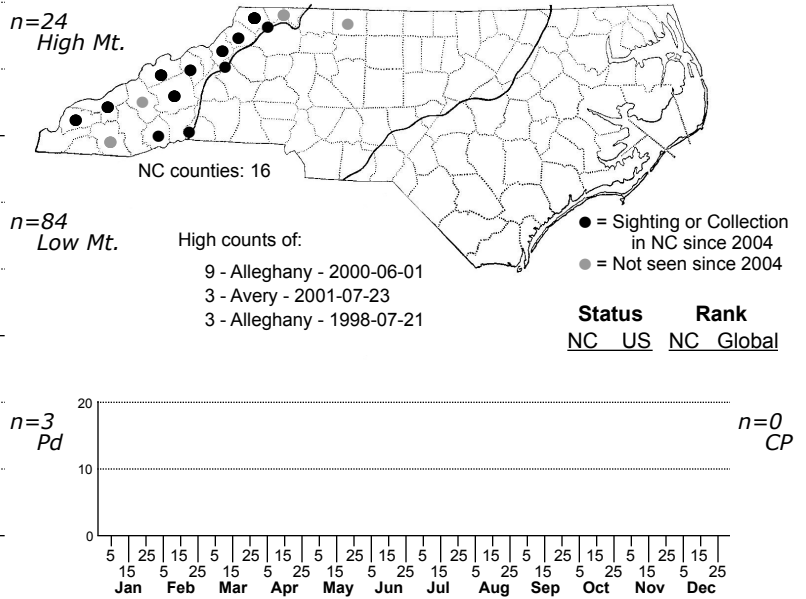 n=24
High Mt.
NC counties: 16
n=84
Low Mt.
High counts of:
9 - Alleghany - 2000-06-01
3 - Avery - 2001-07-23
3 - Alleghany - 1998-07-21
● = Sighting or Collection
in NC since 2004
● = Not seen since 2004
Status Rank
NC US NC Global
n=3
Pd
n=0
CP
20
10
0
5 25 15 5 25 15 5 25 15 5 25 15 5 25 15 5 25 15
15 5 25 15 5 25 15 5 25 15 5 25 15 5 25 15 5 25
Jan Feb Mar Apr May Jun Jul Aug Sep Oct Nov Dec